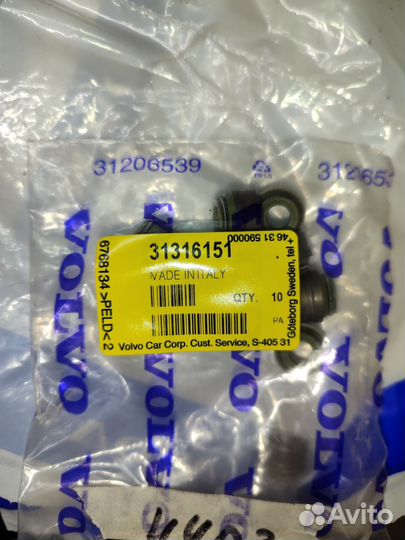 VOLVO
VOLVO
VOLVO
31206539
3120653
31316151
MADE IN ITALY
QTY. 10
PA
Volvo Car Corp. Cust. Service, S-405 31
Göteborg Sweden, tel +
46 31 590000
6768134 >PELD< 2
Avito